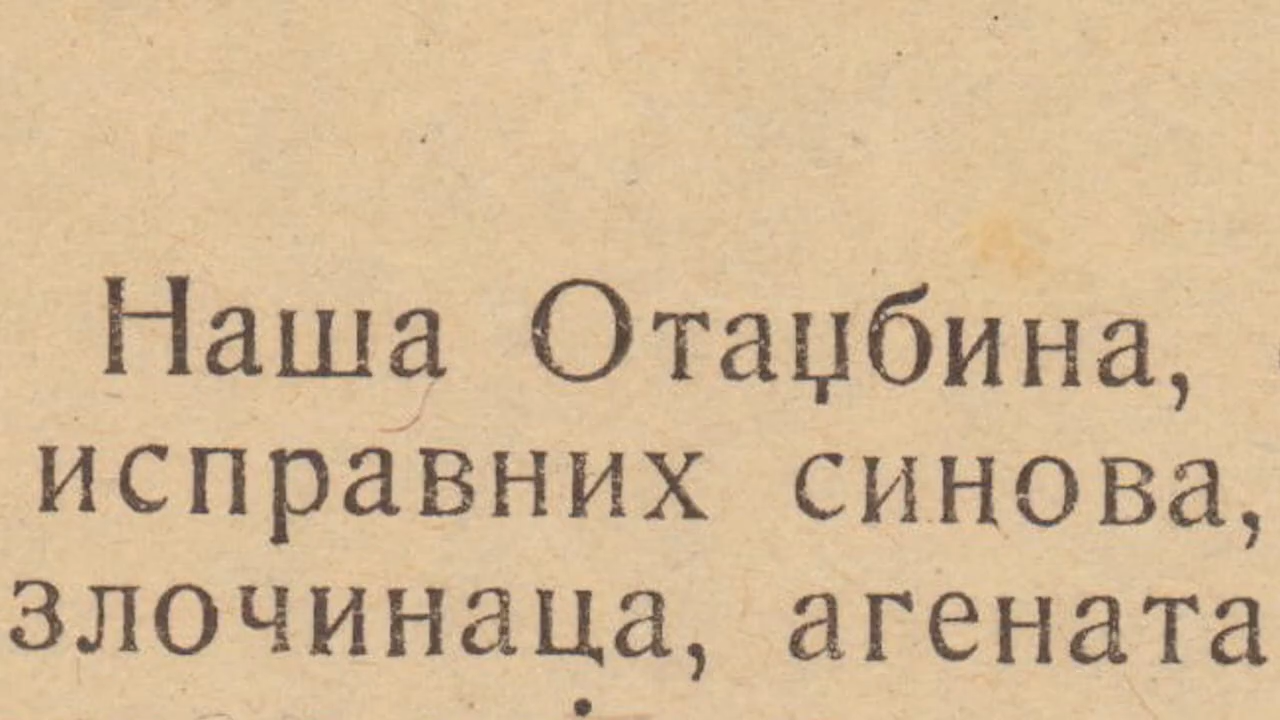 Наша Отаџбина,
исправних синова,
злочинаца, агената